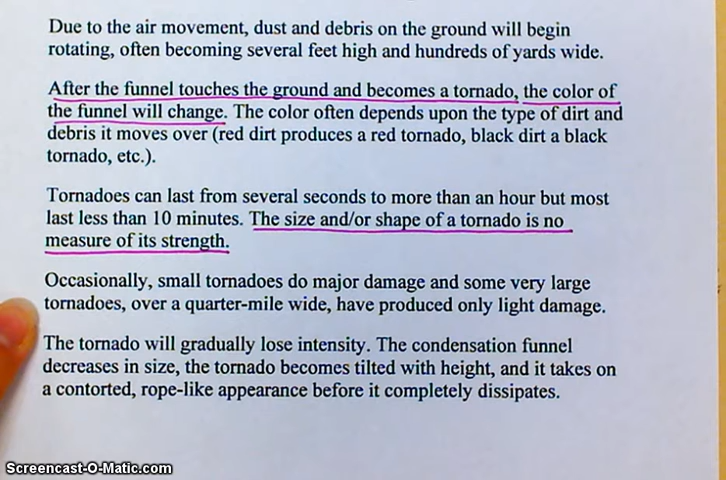 Due to the air movement, dust and debris on the ground will begin
rotating, often becoming several feet high and hundreds of yards wide.
After the funnel touches the ground and becomes a tornado, the color of
the funnel will change. The color often depends upon the type of dirt and
debris it moves over (red dirt produces a red tornado, black dirt a black
tornado, etc.).
Tornadoes can last from several seconds to more than an hour but most
last less than 10 minutes. The size and/or shape of a tornado is no
measure of its strength.
Occasionally, small tornadoes do major damage and some very large
tornadoes, over a quarter-mile wide, have produced only light damage.
The tornado will gradually lose intensity. The condensation funnel
decreases in size, the tornado becomes tilted with height, and it takes on
a contorted, rope-like appearance before it completely dissipates.
Screencast-O-Matic.com